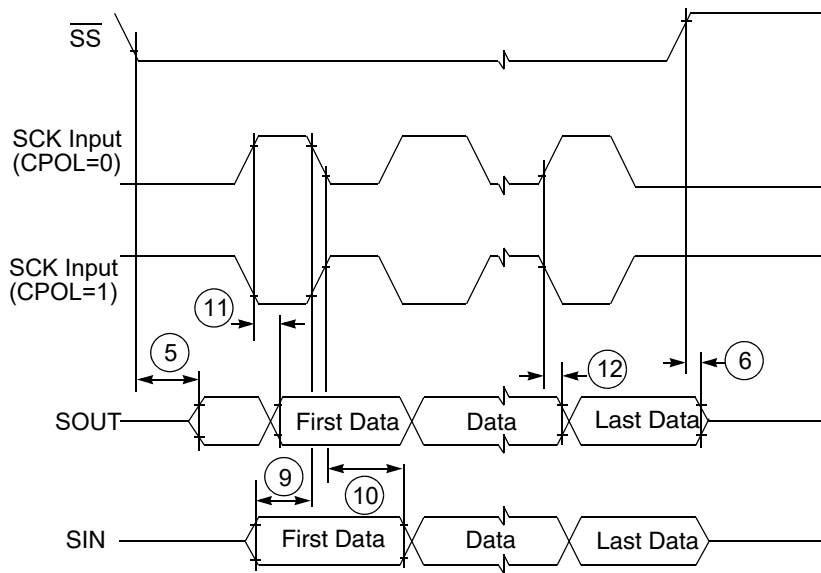 SS
SCK Input
(CPOL=0)
SCK Input
(CPOL=1)
11
5
12
6
SOUT
First Data
Data
Last Data
9
10
SIN
First Data
Data
Last Data